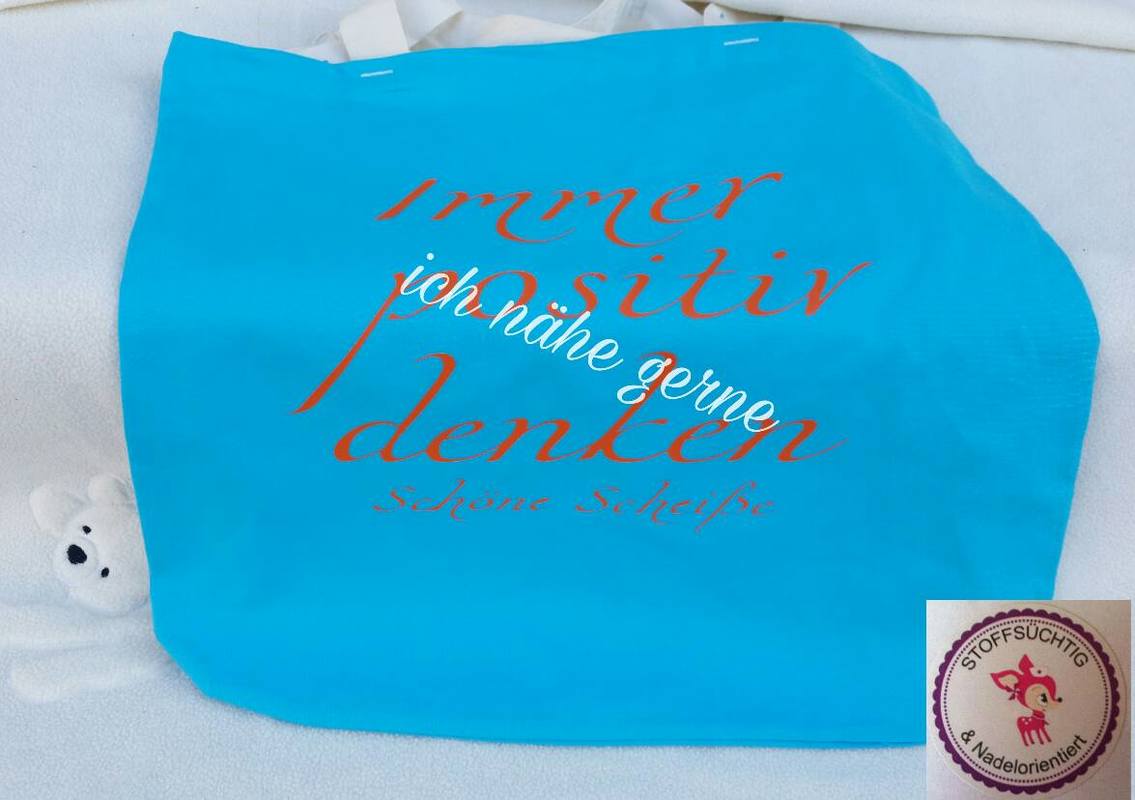 Immer
positiv
ich nähe gerne
denken
Schöne Scheiße
STOFFSÜCHTIG
& Nadelorientiert